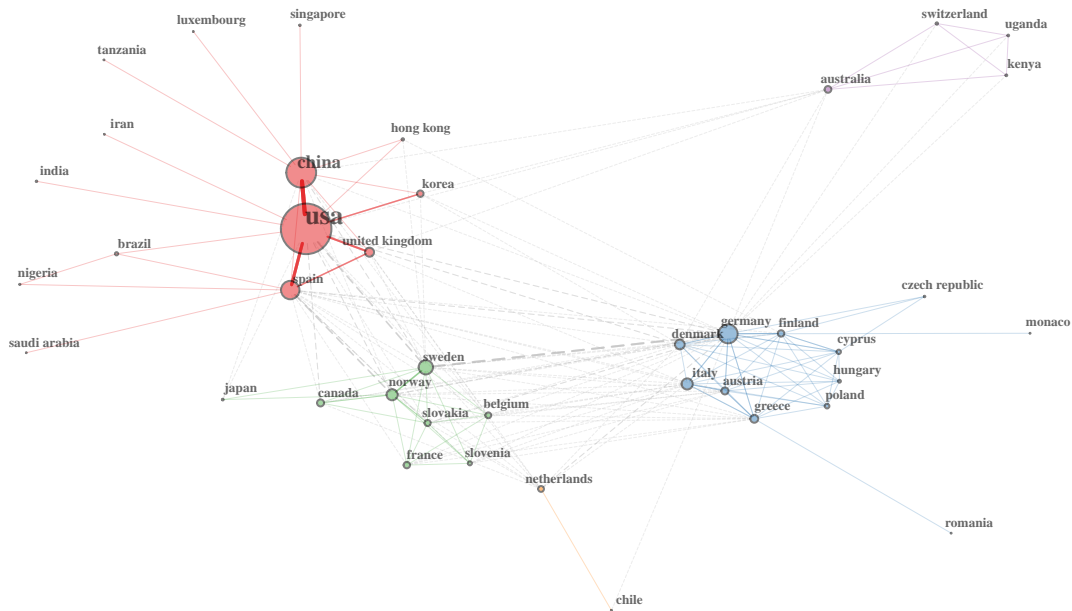 singapore
switzerland
luxembourg
uganda
tanzania
kenya
australia
iran
hong kong
china
india
korea
usa
united kingdom
brazil
nigeria
spain
czech republic
germany
finland
monaco
denmark
saudi arabia
cyprus
sweden
italy
hungary
norway
austria
japan
canada
poland
belgium
greece
slovakia
france
slovenia
netherlands
romania
chile